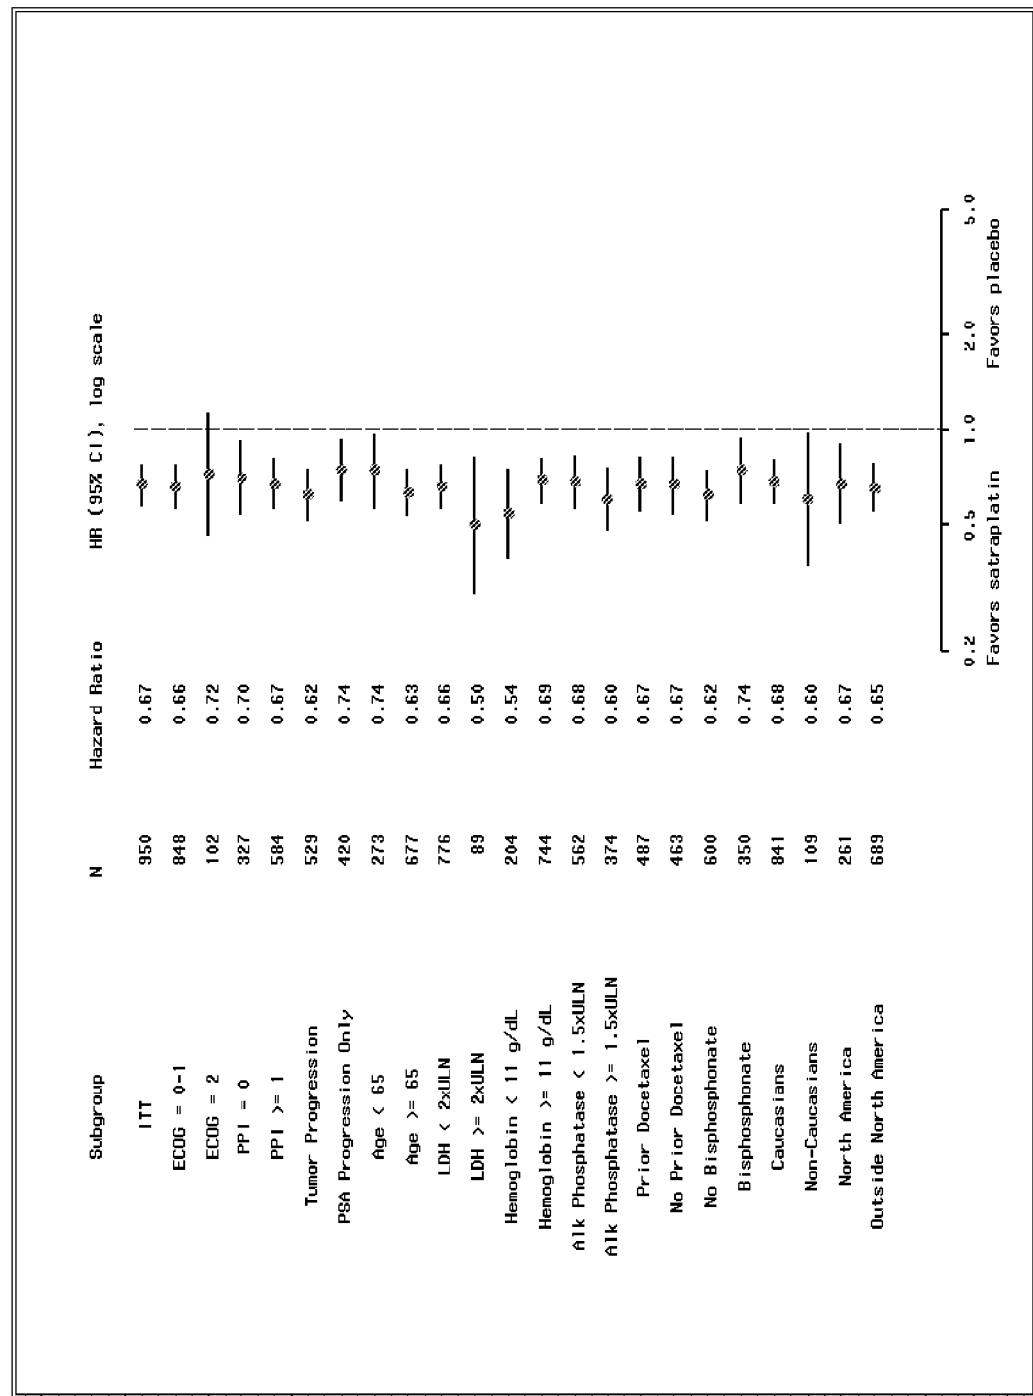 Subgroup N Hazard Ratio HR (95% CI), log scale
ITT 950 0.67
ECOG = 0-1 848 0.66
ECOG = 2 102 0.72
PPI = 0 327 0.70
PPI >= 1 584 0.67
Tumor Progression 529 0.62
PSA Progression Only 420 0.74
Age < 65 273 0.74
Age >= 65 677 0.63
LDH < 2xULN 776 0.66
LDH >= 2xULN 89 0.50
Hemoglobin < 11 g/dL 204 0.54
Hemoglobin >= 11 g/dL 744 0.69
Alk Phosphatase < 1.5xULN 562 0.68
Alk Phosphatase >= 1.5xULN 374 0.60
Prior Docetaxel 487 0.67
No Prior Docetaxel 463 0.67
No Bisphosphonate 600 0.62
Bisphosphonate 350 0.74
Caucasians 841 0.68
Non-Caucasians 109 0.60
North America 261 0.67
Outside North America 689 0.65
0.2 0.5 1.0 2.0 5.0
Favors satraplatin Favors placebo